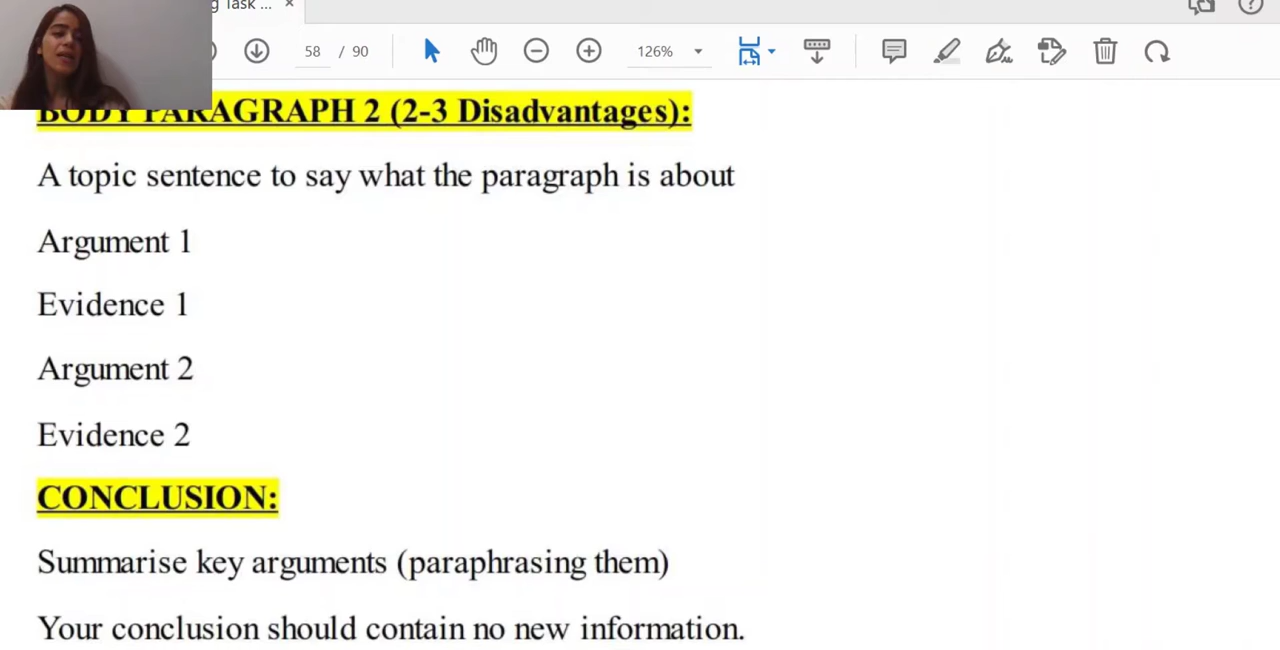 g Task ... ×
58 / 90
126%
BODY PARAGRAPH 2 (2-3 Disadvantages):
A topic sentence to say what the paragraph is about
Argument 1
Evidence 1
Argument 2
Evidence 2
CONCLUSION:
Summarise key arguments (paraphrasing them)
Your conclusion should contain no new information.